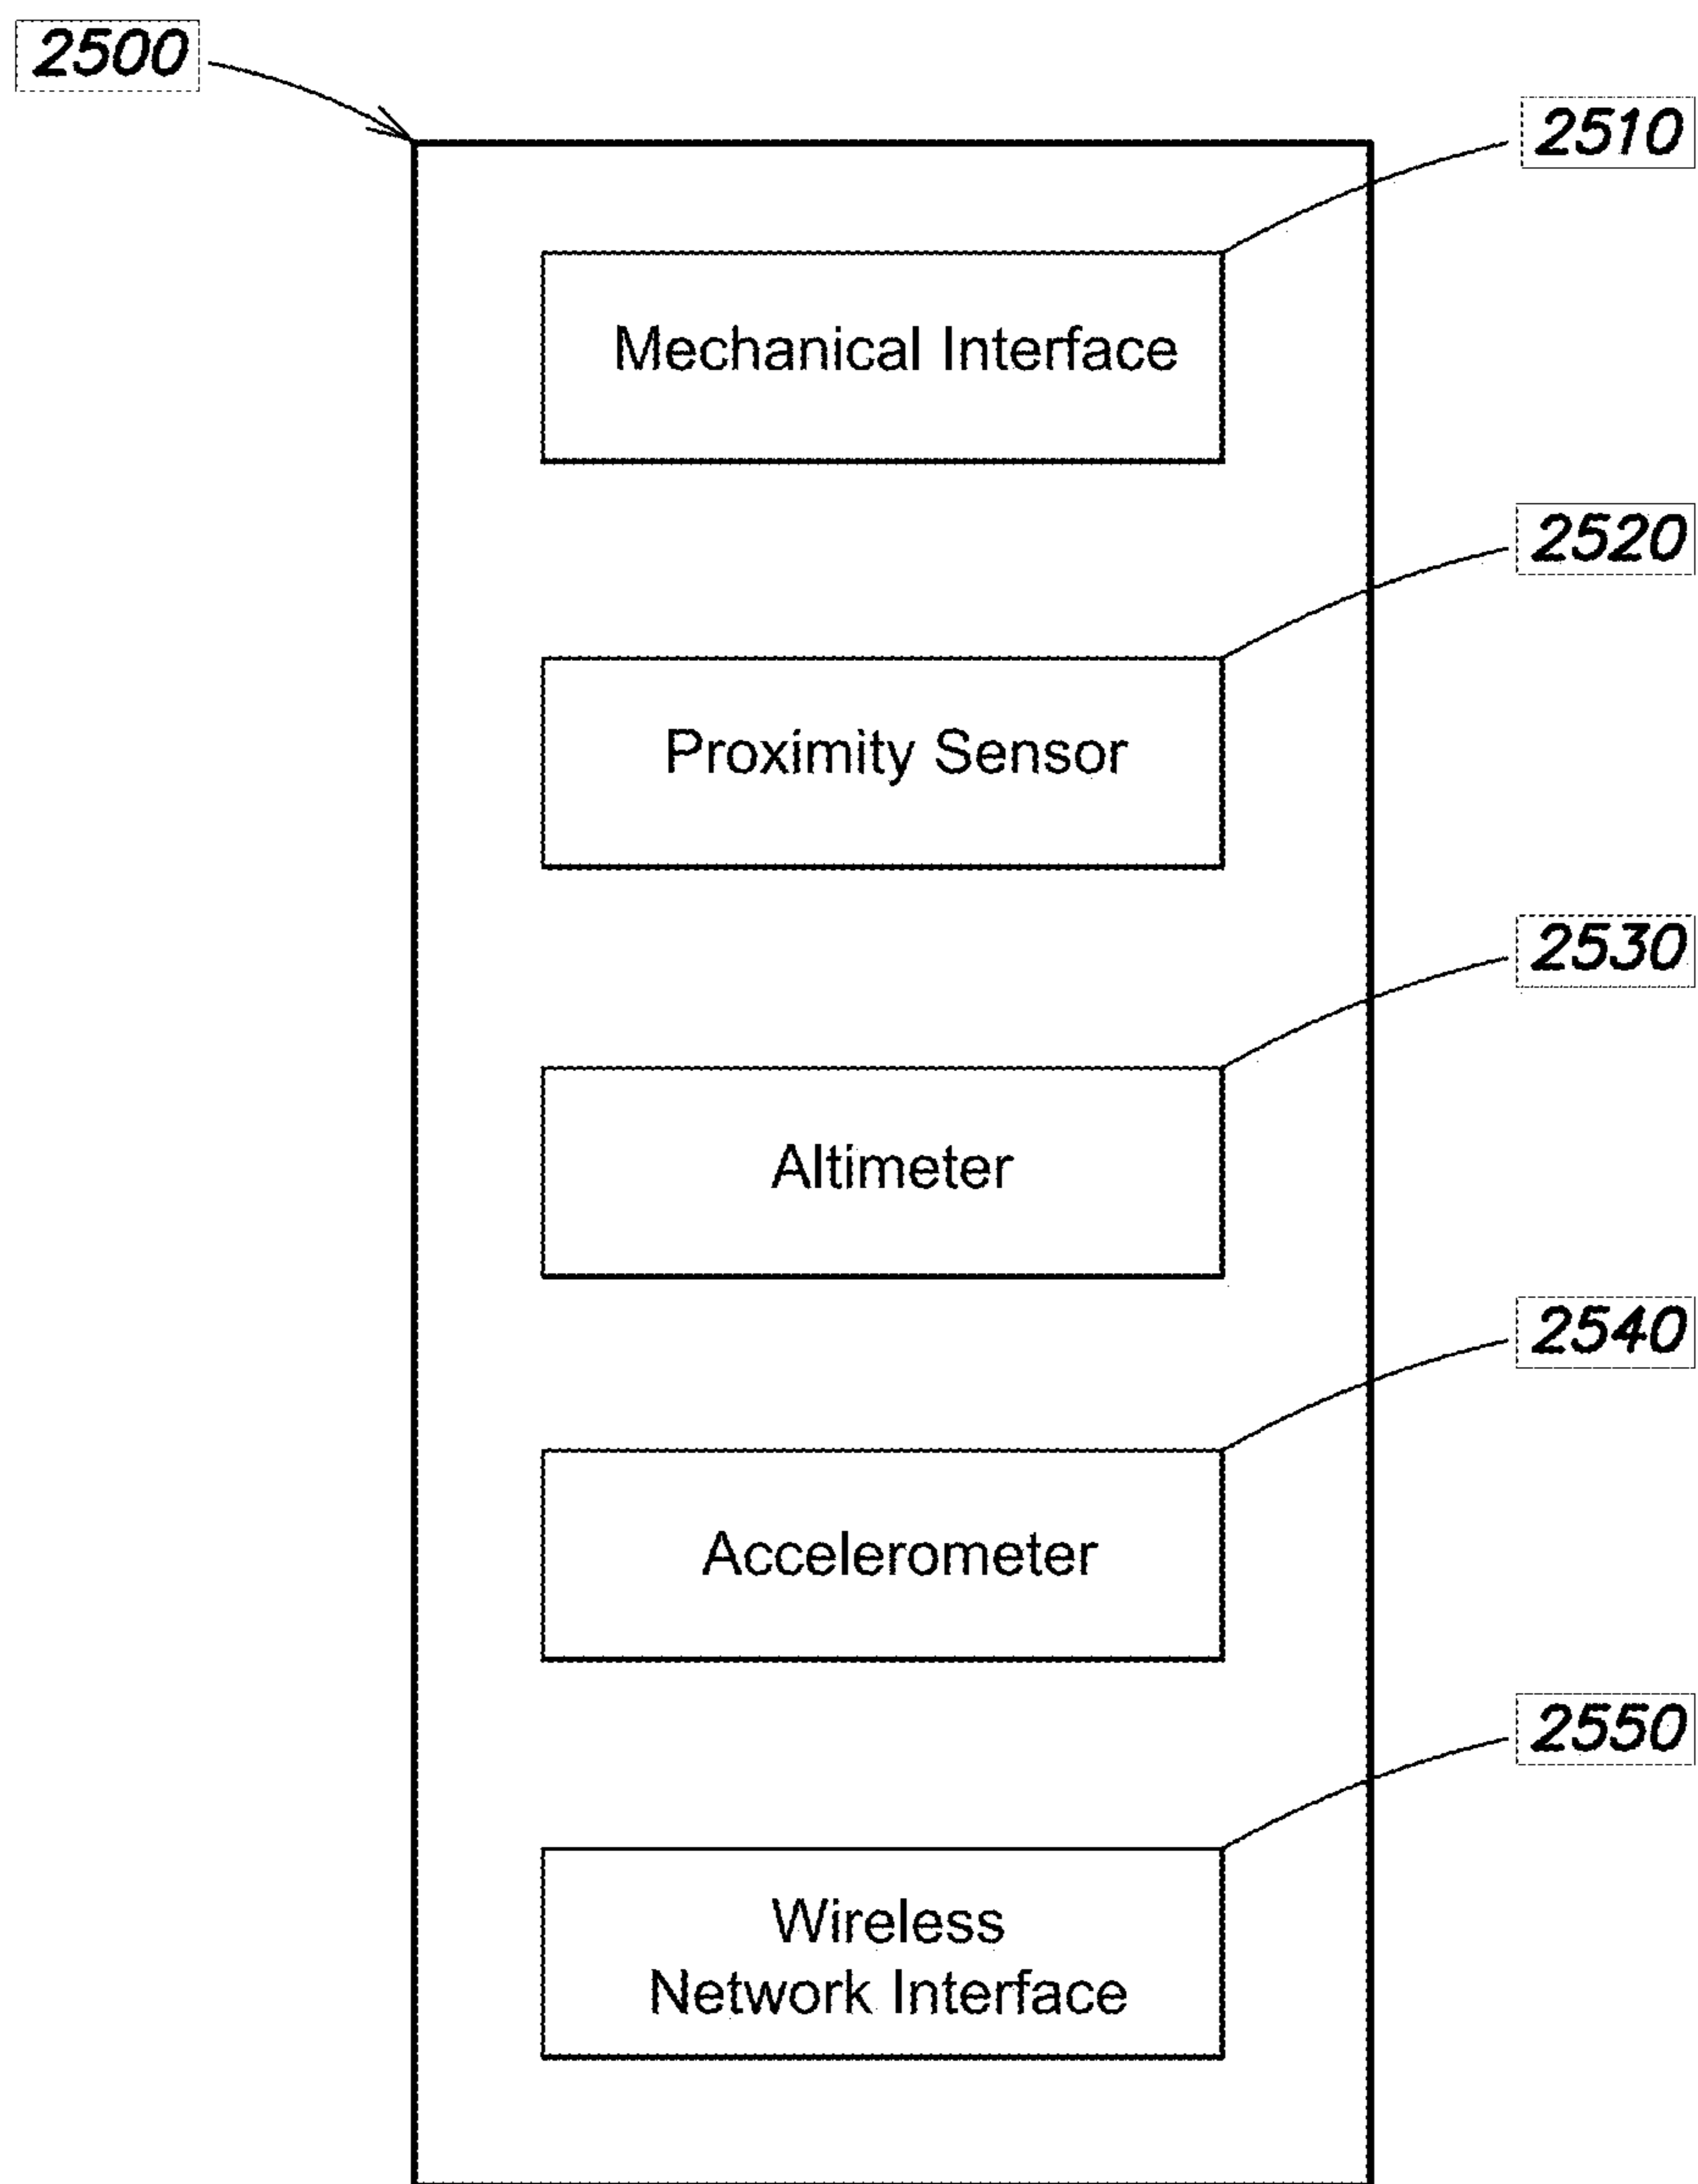 2500
2510
Mechanical Interface
2520
Proximity Sensor
2530
Altimeter
2540
Accelerometer
2550
Wireless
Network Interface